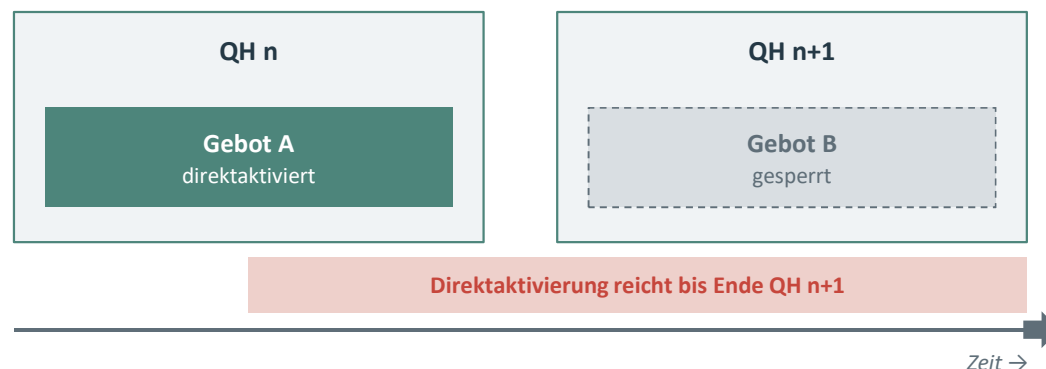 QH n
QH n+1
Gebot A
direktaktiviert
Gebot B
gesperrt
Direktaktivierung reicht bis Ende QH n+1
Zeit →